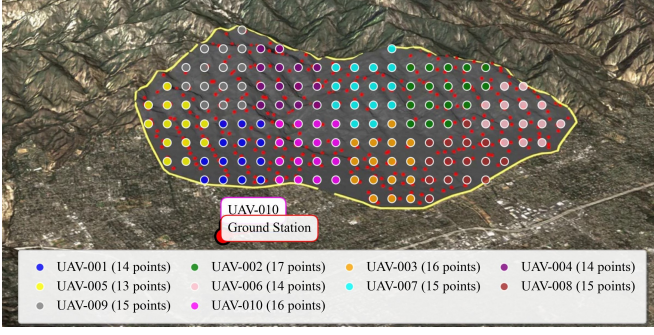 UAV-010
Ground Station
UAV-001 (14 points) UAV-002 (17 points) UAV-003 (16 points) UAV-004 (14 points)
UAV-005 (13 points) UAV-006 (14 points) UAV-007 (15 points) UAV-008 (15 points)
UAV-009 (15 points) UAV-010 (16 points)